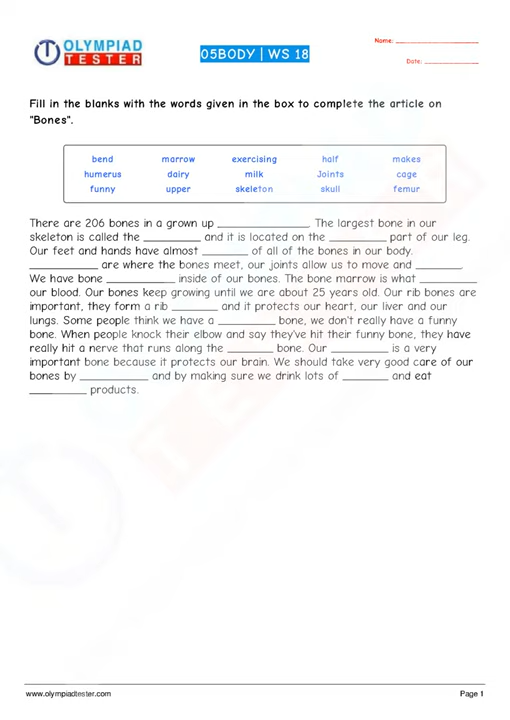 OLYMPIAD
TESTER
05BODY | WS 18
Name: ____________
Date: ____________
Fill in the blanks with the words given in the box to complete the article on
"Bones".
bend marrow exercising half makes
humerus dairy milk Joints cage
funny upper skeleton skull femur
There are 206 bones in a grown up ____________. The largest bone in our
skeleton is called the _________ and it is located on the _________ part of our leg.
Our feet and hands have almost _______ of all of the bones in our body.
__________ are where the bones meet, our joints allow us to move and _______.
We have bone __________ inside of our bones. The bone marrow is what _________
our blood. Our bones keep growing until we are about 25 years old. Our rib bones are
important, they form a rib _______ and it protects our heart, our liver and our
lungs. Some people think we have a _________ bone, we don't really have a funny
bone. When people knock their elbow and say they've hit their funny bone, they have
really hit a nerve that runs along the _______ bone. Our _________ is a very
important bone because it protects our brain. We should take very good care of our
bones by __________ and by making sure we drink lots of _______ and eat
_________ products.
www.olympiadtester.com Page 1